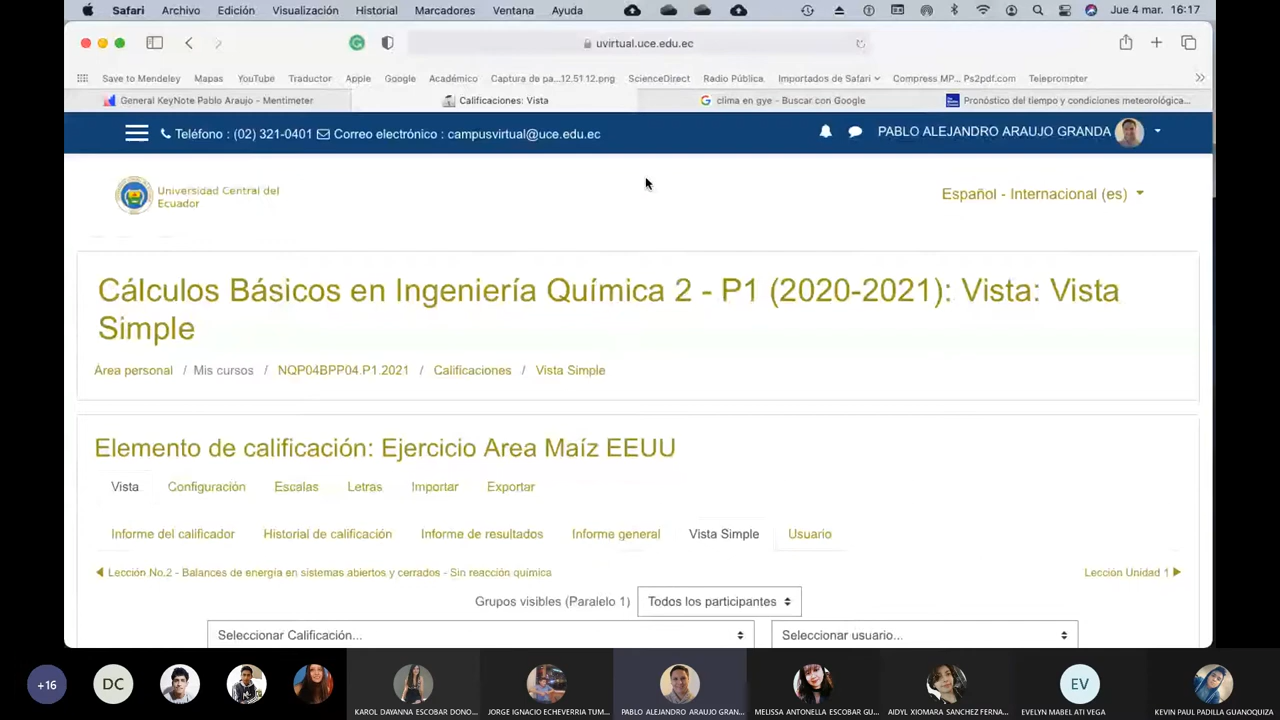 Safari Archivo Edición Visualización Historial Marcadores Ventana Ayuda Jue 4 mar. 16:17
uvirtual.uce.edu.ec
Save to Mendeley Mapas YouTube Traductor Apple Google Académico Captura de pa...12.51.12.png ScienceDirect Radio Pública Importados de Safari Compress MP... Ps2pdf.com Teleprompter
General KeyNote Pablo Araujo - Mentimeter Calificaciones: Vista clima en gye - Buscar con Google Pronóstico del tiempo y condiciones meteorológica...
Teléfono : (02) 321-0401 Correo electrónico : campusvirtual@uce.edu.ec PABLO ALEJANDRO ARAUJO GRANDA
Universidad Central del
Ecuador
Español - Internacional (es)
Cálculos Básicos en Ingeniería Química 2 - P1 (2020-2021): Vista: Vista
Simple
Área personal / Mis cursos / NQP04BPP04.P1.2021 / Calificaciones / Vista Simple
Elemento de calificación: Ejercicio Area Maíz EEUU
Vista Configuración Escalas Letras Importar Exportar
Informe del calificador Historial de calificación Informe de resultados Informe general Vista Simple Usuario
Lección No.2 - Balances de energía en sistemas abiertos y cerrados - Sin reacción química Lección Unidad 1
Grupos visibles (Paralelo 1) Todos los participantes
Seleccionar Calificación... Seleccionar usuario...
+16 DC EV
KAROL DAYANNA ESCOBAR DONO... JORGE IGNACIO ECHEVERRIA TUM... PABLO ALEJANDRO ARAUJO GRAN... MELISSA ANTONELLA ESCOBAR GU... AIDYL XIOMARA SANCHEZ FERNA... EVELYN MABEL ATI VEGA KEVIN PAUL PADILLA GUANOQUIZA